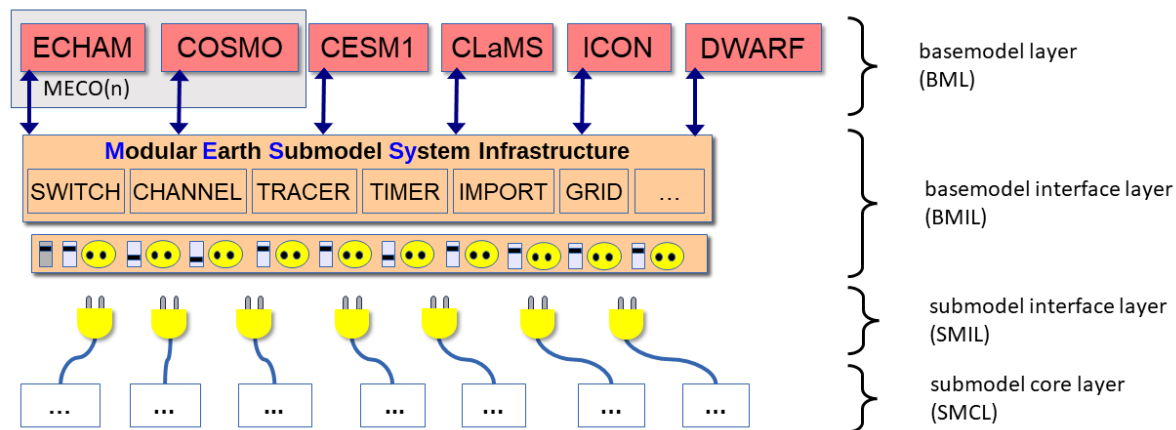 ECHAM COSMO CESM1 CLaMS ICON DWARF
MECO(n)
basemodel layer
(BML)
Modular Earth Submodel System Infrastructure
SWITCH CHANNEL TRACER TIMER IMPORT GRID ...
basemodel interface layer
(BMIL)
submodel interface layer
(SMIL)
... ... ... ... ... ... ...
submodel core layer
(SMCL)